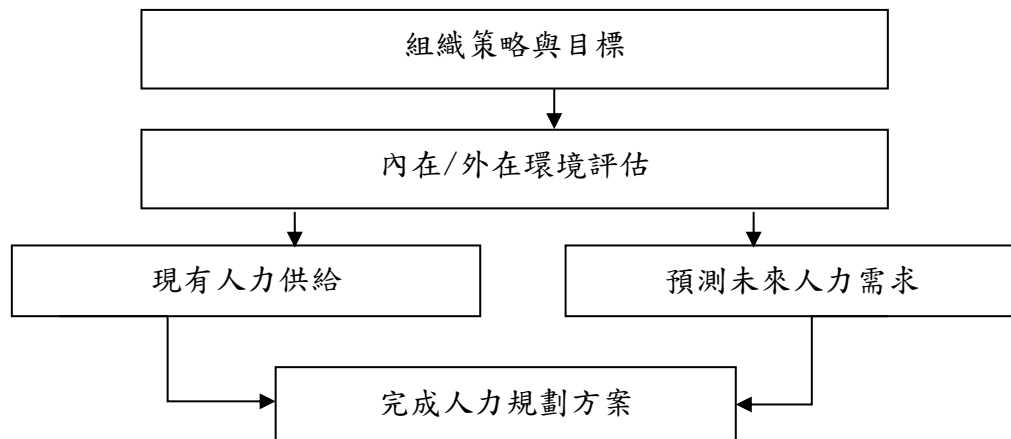 組織策略與目標
內在/外在環境評估
現有人力供給
預測未來人力需求
完成人力規劃方案